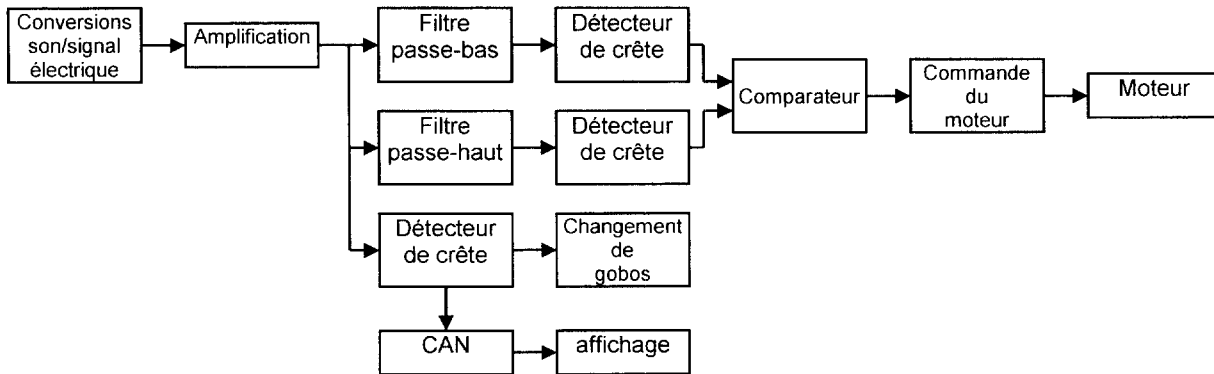 Conversions
son/signal
électrique
Amplification
Filtre
passe-bas
Détecteur
de crête
Filtre
passe-haut
Détecteur
de crête
Comparateur
Commande
du
moteur
Moteur
Détecteur
de crête
Changement
de
gobos
CAN
affichage